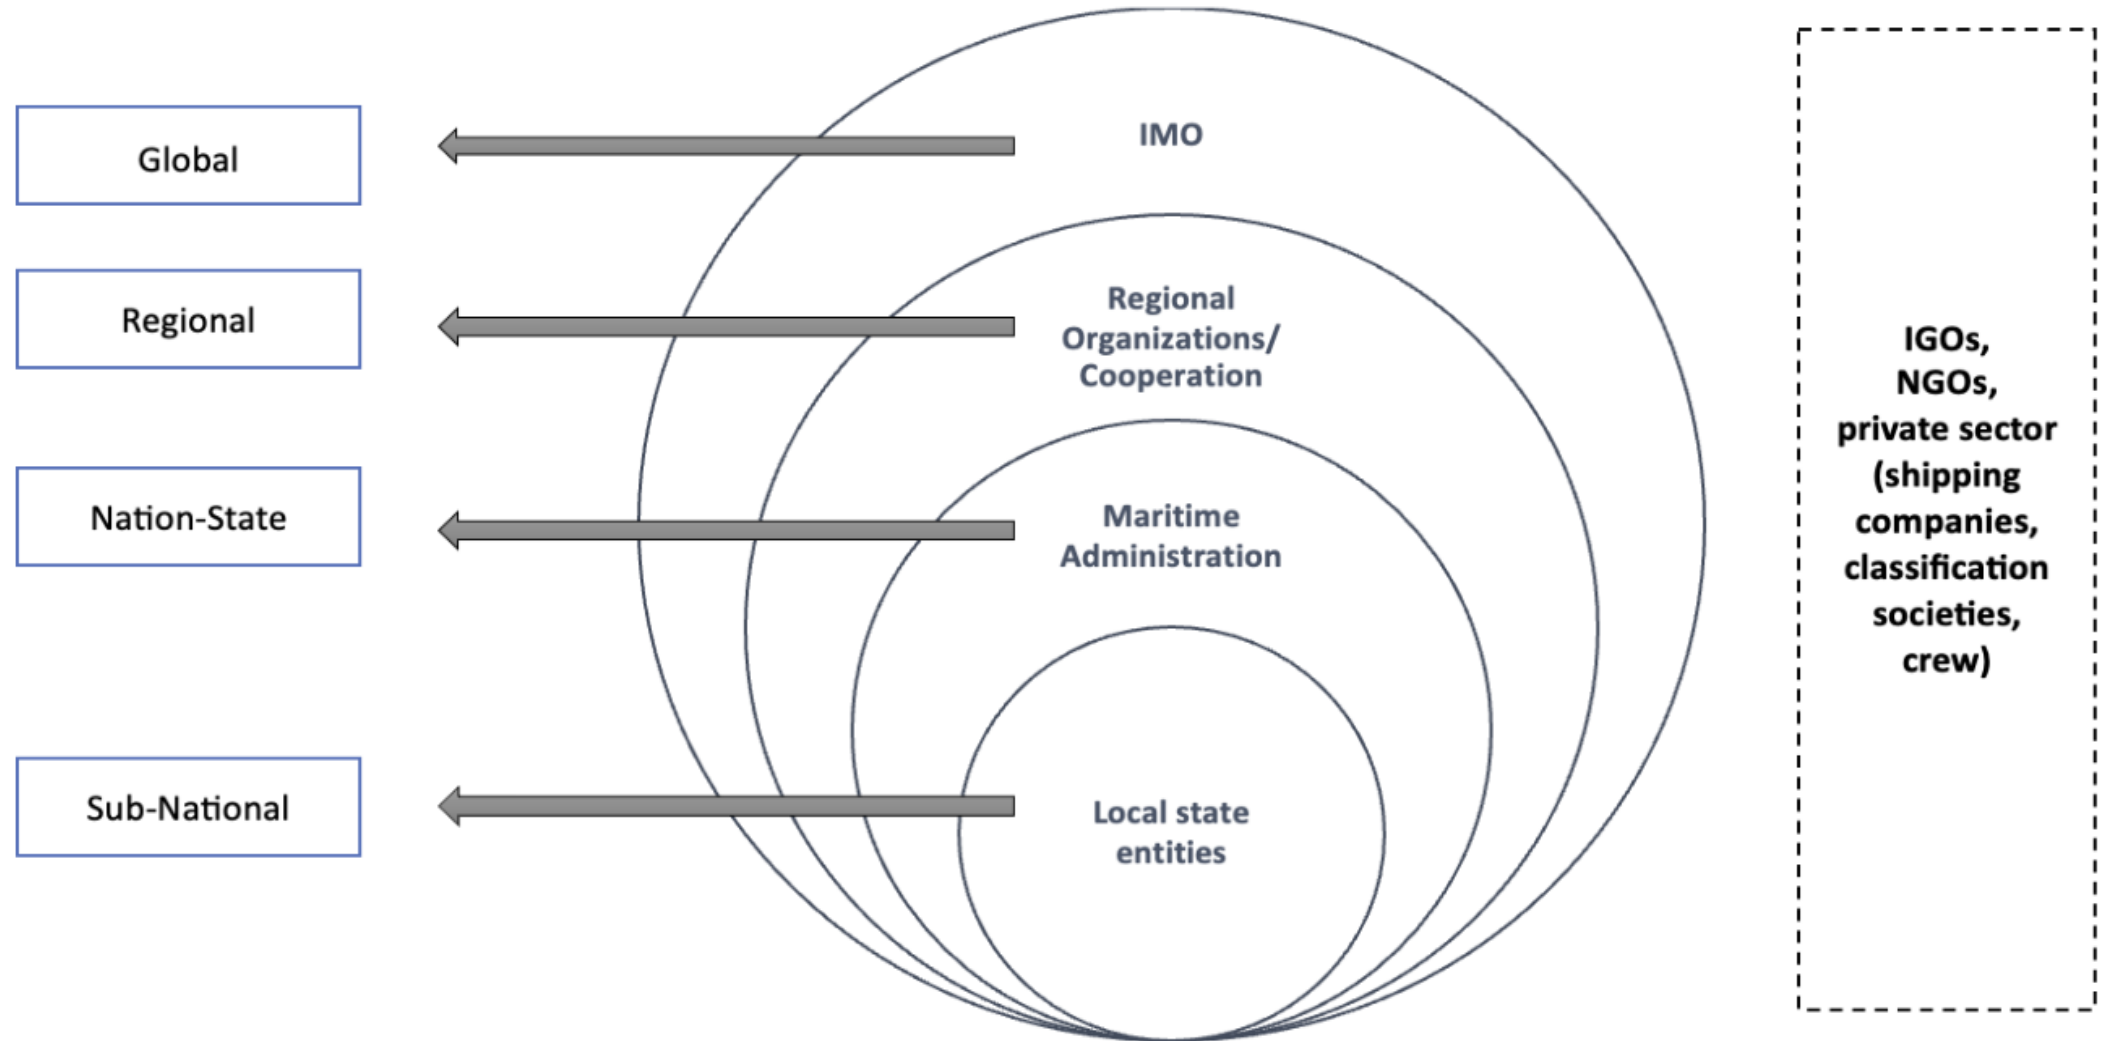 Global
IMO
Regional
Regional
Organizations/
Cooperation
Nation-State
Maritime
Administration
Sub-National
Local state
entities
IGOs,
NGOs,
private sector
(shipping
companies,
classification
societies,
crew)